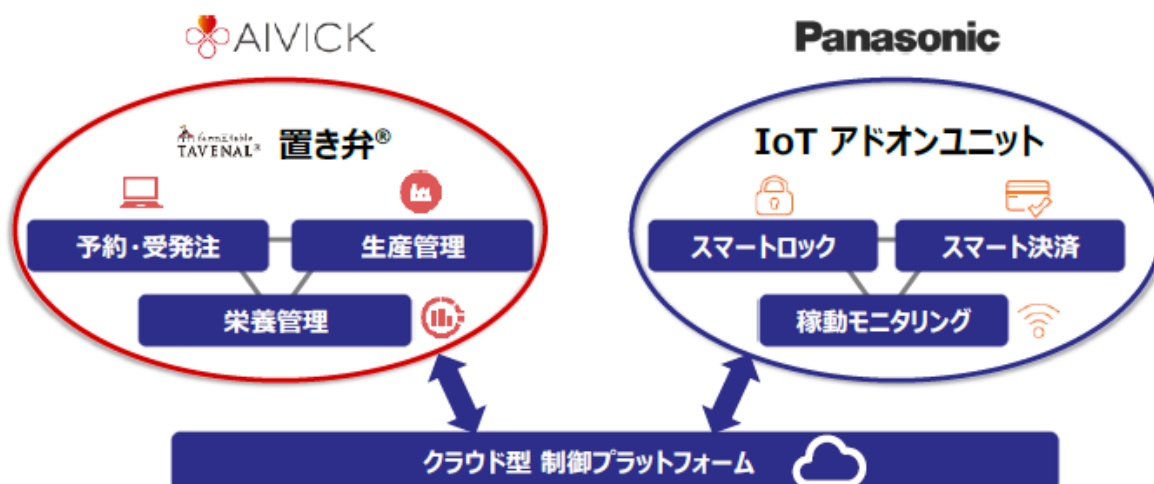 AIVICK
Panasonic
farm to table
TAVENAL® 置き弁®
IoT アドオンユニット
予約・受発注
生産管理
スマートロック
スマート決済
栄養管理
稼動モニタリング
クラウド型 制御プラットフォーム